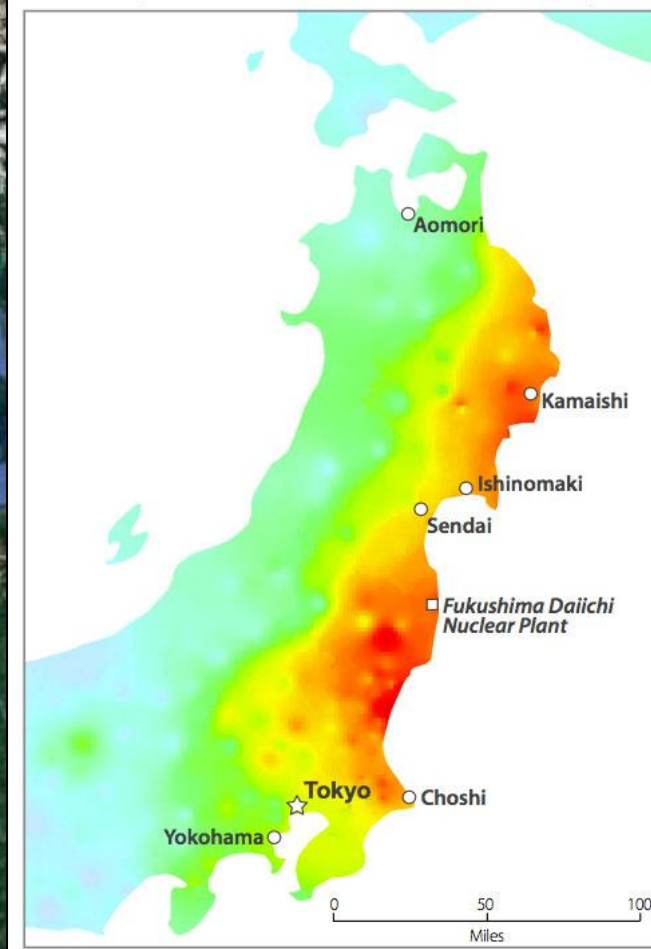 Aomori
Kamaishi
Ishinomaki
Sendai
Fukushima Daiichi
Nuclear Plant
Tokyo
Choshi
Yokohama
0 50 100
Miles